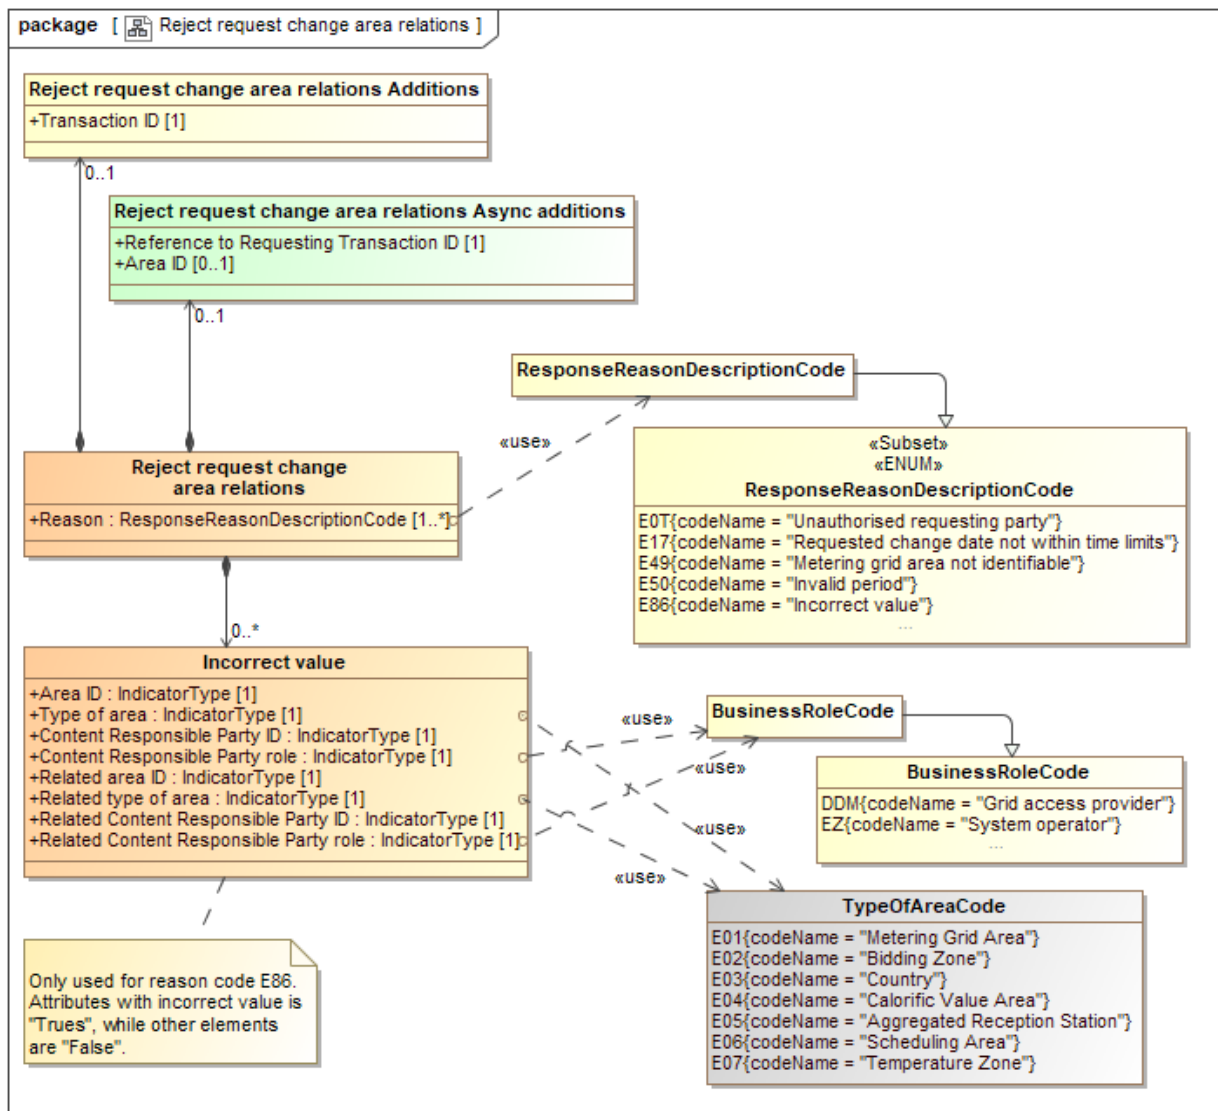 package [ Reject request change area relations ]
Reject request change area relations Additions
+Transaction ID [1]
0..1
Reject request change area relations Async additions
+Reference to Requesting Transaction ID [1]
+Area ID [0..1]
0..1
ResponseReasonDescriptionCode
«use»
«Subset»
«ENUM»
ResponseReasonDescriptionCode
E0T{codeName = "Unauthorised requesting party"}
E17{codeName = "Requested change date not within time limits"}
E49{codeName = "Metering grid area not identifiable"}
E50{codeName = "Invalid period"}
E86{codeName = "Incorrect value"}
...
Reject request change
area relations
+Reason : ResponseReasonDescriptionCode [1..*]
0..*
Incorrect value
+Area ID : IndicatorType [1]
+Type of area : IndicatorType [1]
+Content Responsible Party ID : IndicatorType [1]
+Content Responsible Party role : IndicatorType [1]
+Related area ID : IndicatorType [1]
+Related type of area : IndicatorType [1]
+Related Content Responsible Party ID : IndicatorType [1]
+Related Content Responsible Party role : IndicatorType [1]
«use»
«use»
«use»
«use»
BusinessRoleCode
BusinessRoleCode
DDM{codeName = "Grid access provider"}
EZ{codeName = "System operator"}
...
TypeOfAreaCode
E01{codeName = "Metering Grid Area"}
E02{codeName = "Bidding Zone"}
E03{codeName = "Country"}
E04{codeName = "Calorific Value Area"}
E05{codeName = "Aggregated Reception Station"}
E06{codeName = "Scheduling Area"}
E07{codeName = "Temperature Zone"}
Only used for reason code E86.
Attributes with incorrect value is
"Trues", while other elements
are "False".